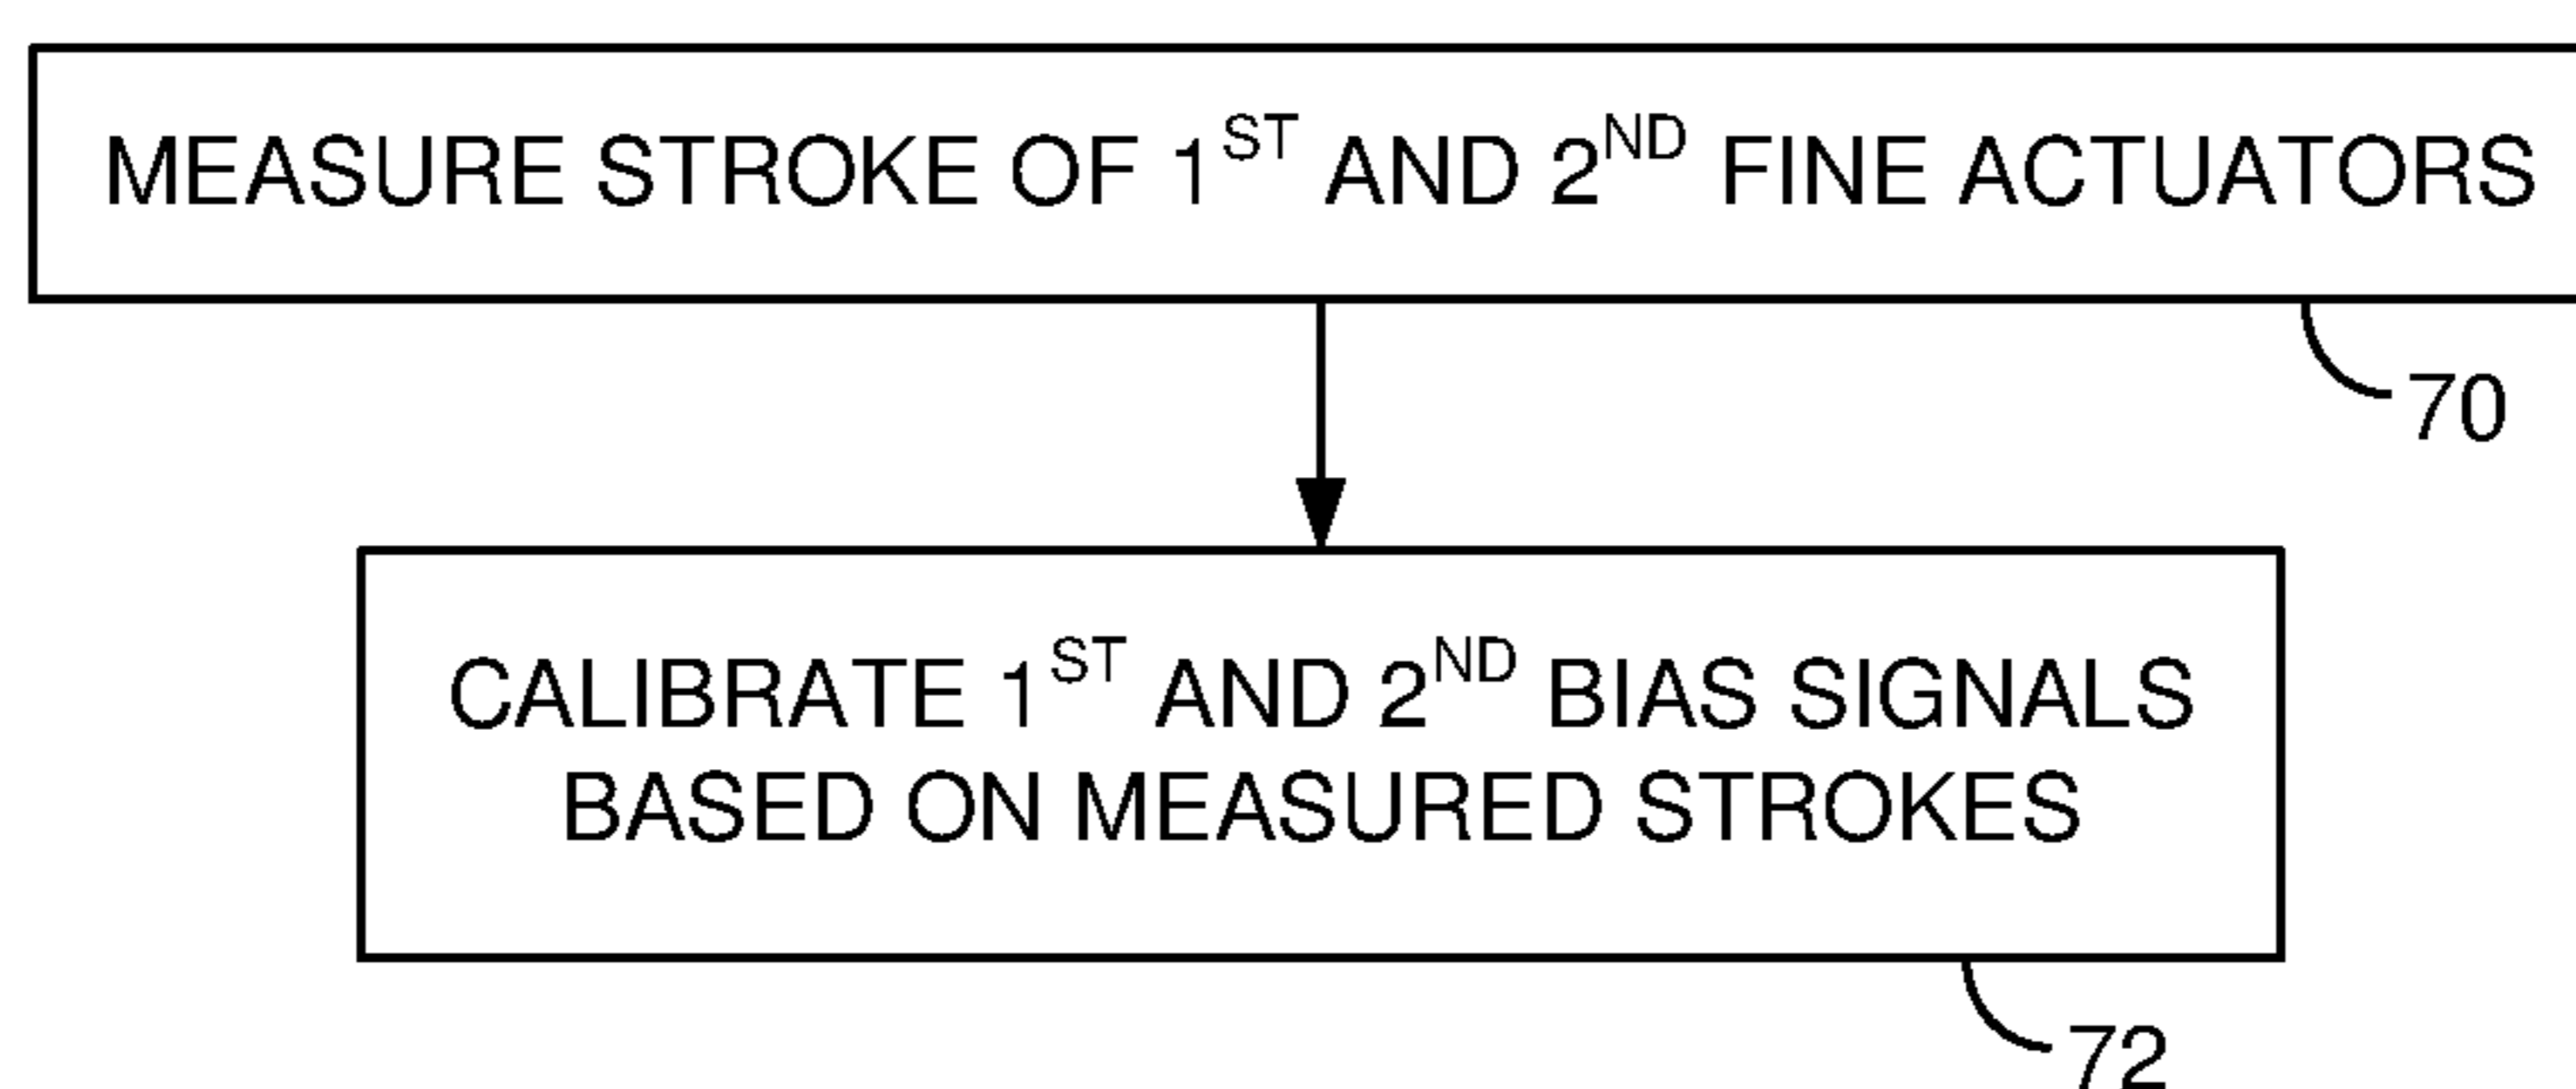 MEASURE STROKE OF 1ST AND 2ND FINE ACTUATORS
70
CALIBRATE 1ST AND 2ND BIAS SIGNALS
BASED ON MEASURED STROKES
72